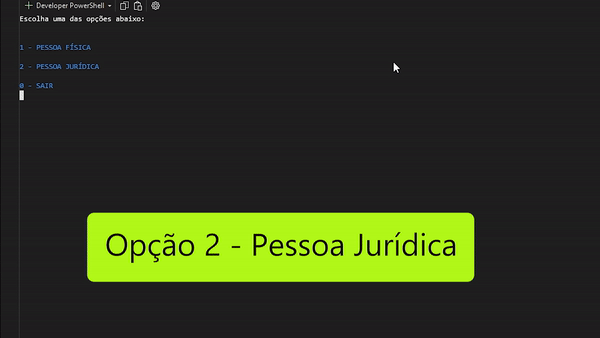 Developer PowerShell
Escolha uma das opções abaixo:
1 - PESSOA FÍSICA
2 - PESSOA JURÍDICA
0 - SAIR
Opção 2 - Pessoa Jurídica